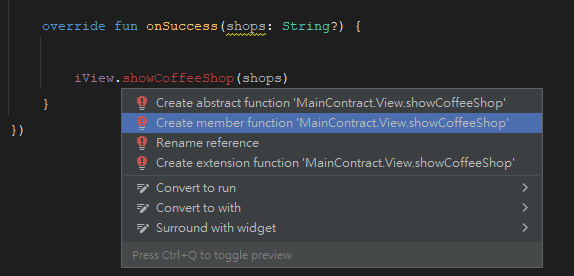 override fun onSuccess(shops: String?) {
iView.showCoffeeShop(shops)
}
})
Create abstract function 'MainContract.View.showCoffeeShop'
Create member function 'MainContract.View.showCoffeeShop'
Rename reference
Create extension function 'MainContract.View.showCoffeeShop'
Convert to run
Convert to with
Surround with widget
Press Ctrl+Q to toggle preview